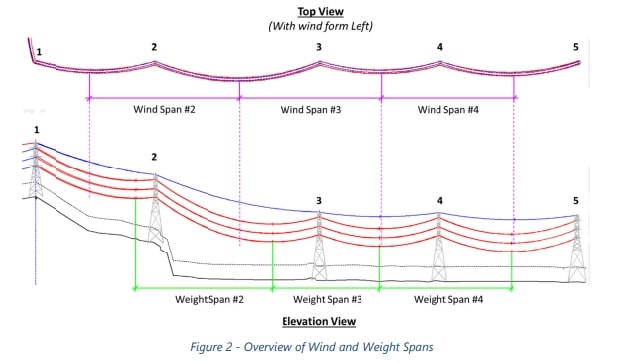 Top View
(With wind form Left)
1
2
3
4
5
Wind Span #2
Wind Span #3
Wind Span #4
1
2
3
4
5
WeightSpan #2
Weight Span #3
Weight Span #4
Elevation View
Figure 2 - Overview of Wind and Weight Spans